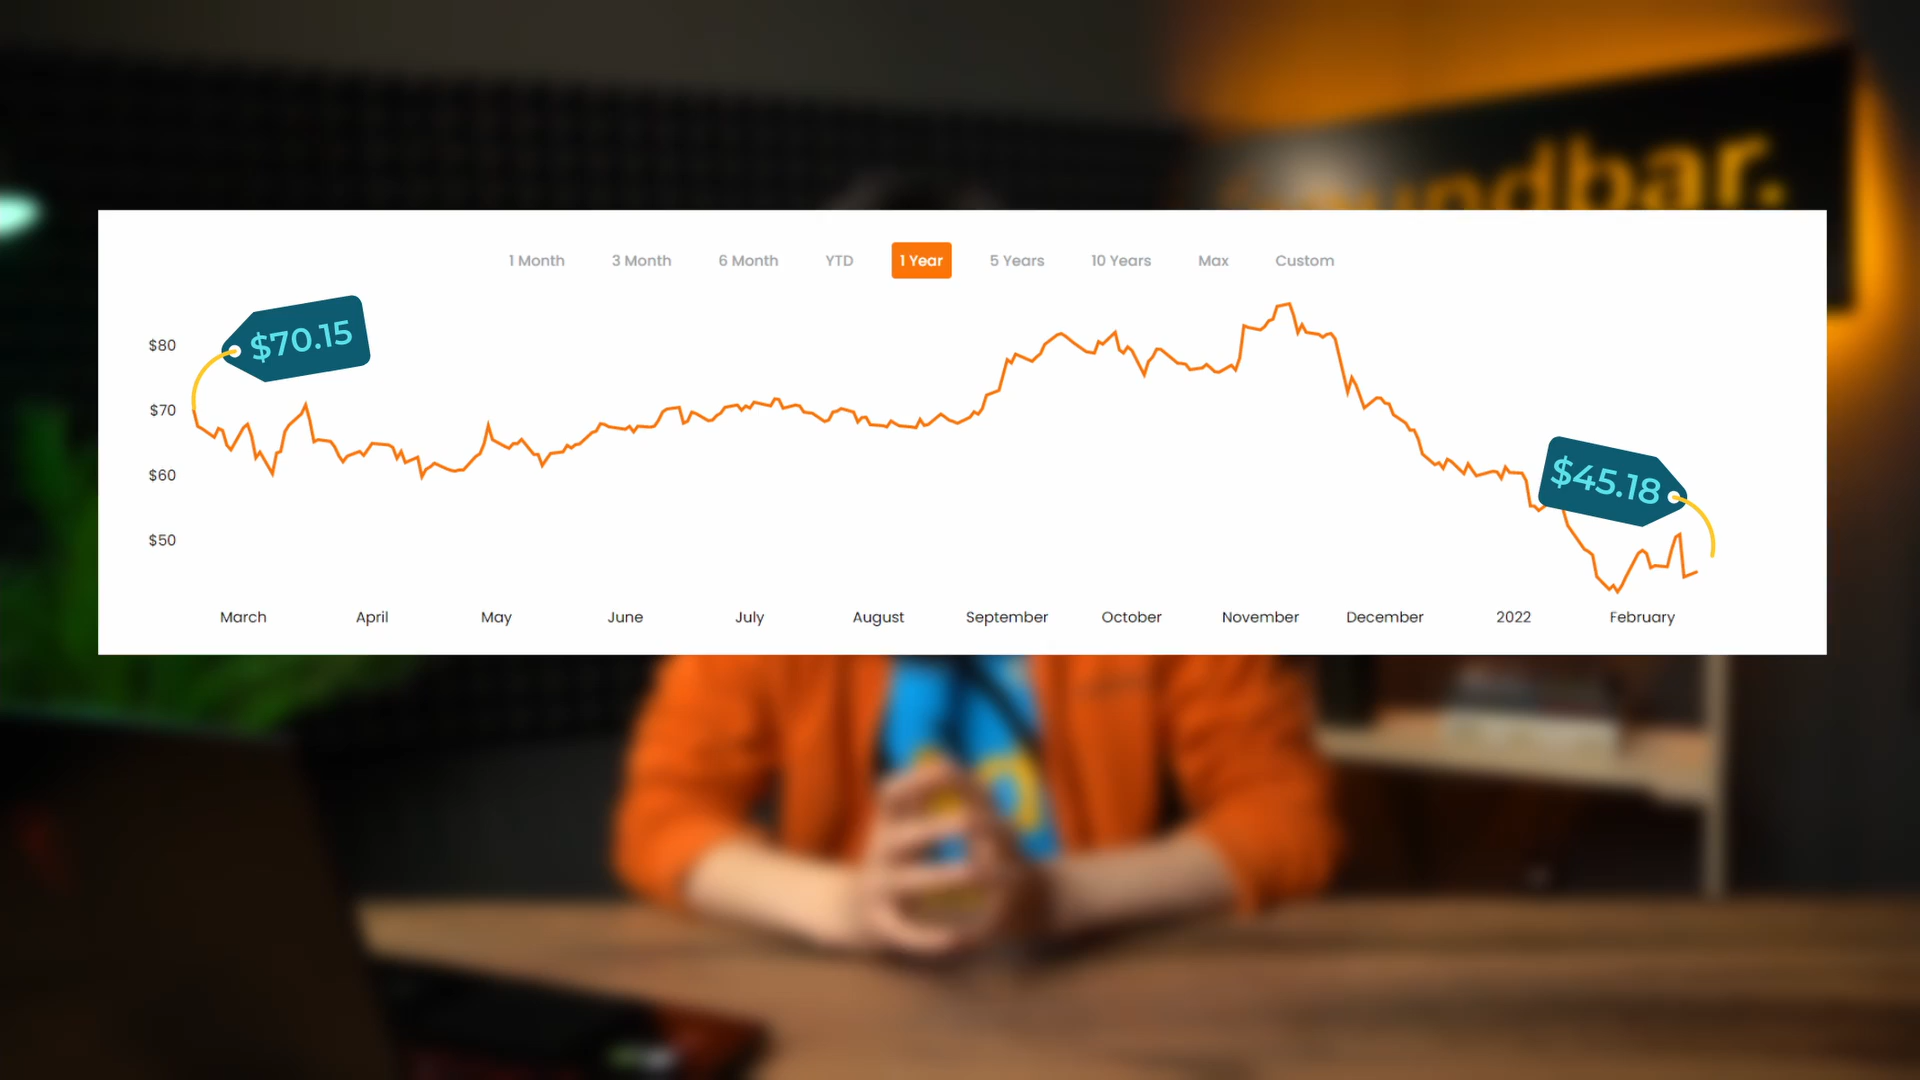 undbar.
1 Month 3 Month 6 Month YTD 1 Year 5 Years 10 Years Max Custom
$70.15
$80
$70
$45.18
$60
$50
March April May June July August September October November December 2022 February